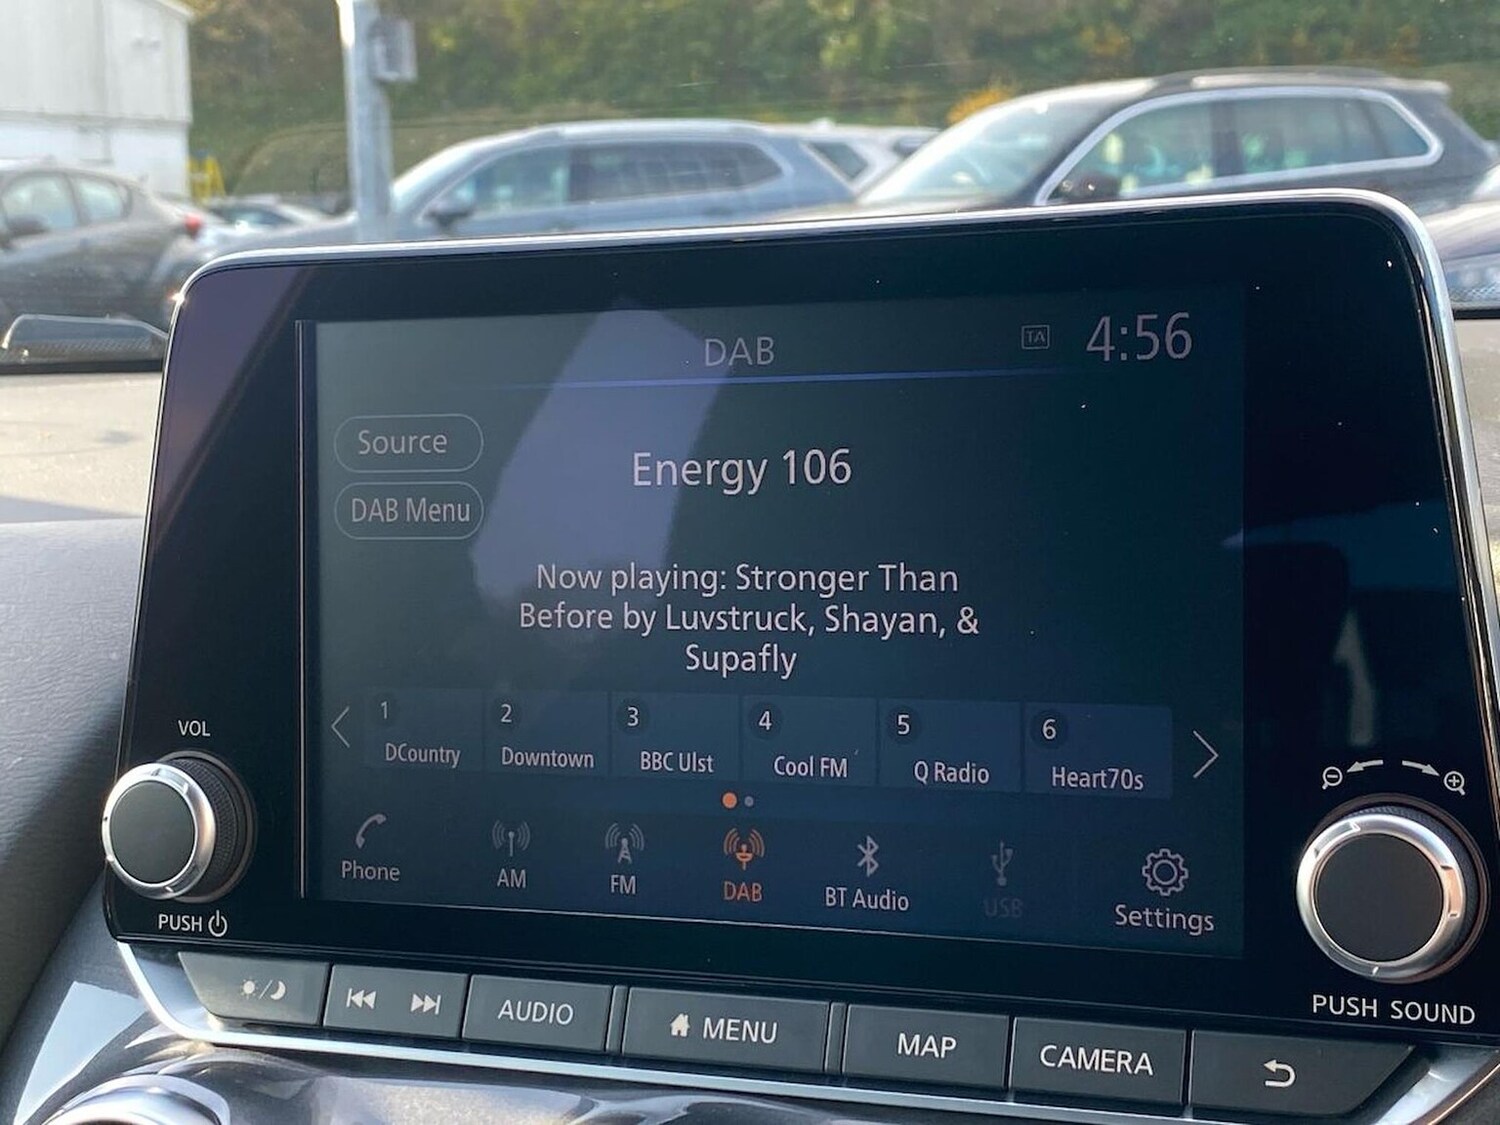 DAB
TA
4:56
Source
Energy 106
DAB Menu
Now playing: Stronger Than
Before by Luvstruck, Shayan, &
Supafly
1
2
3
4
5
6
DCountry
Downtown
BBC Ulst
Cool FM
Q Radio
Heart70s
VOL
Phone
AM
FM
DAB
BT Audio
USB
Settings
PUSH
PUSH SOUND
AUDIO
MENU
MAP
CAMERA